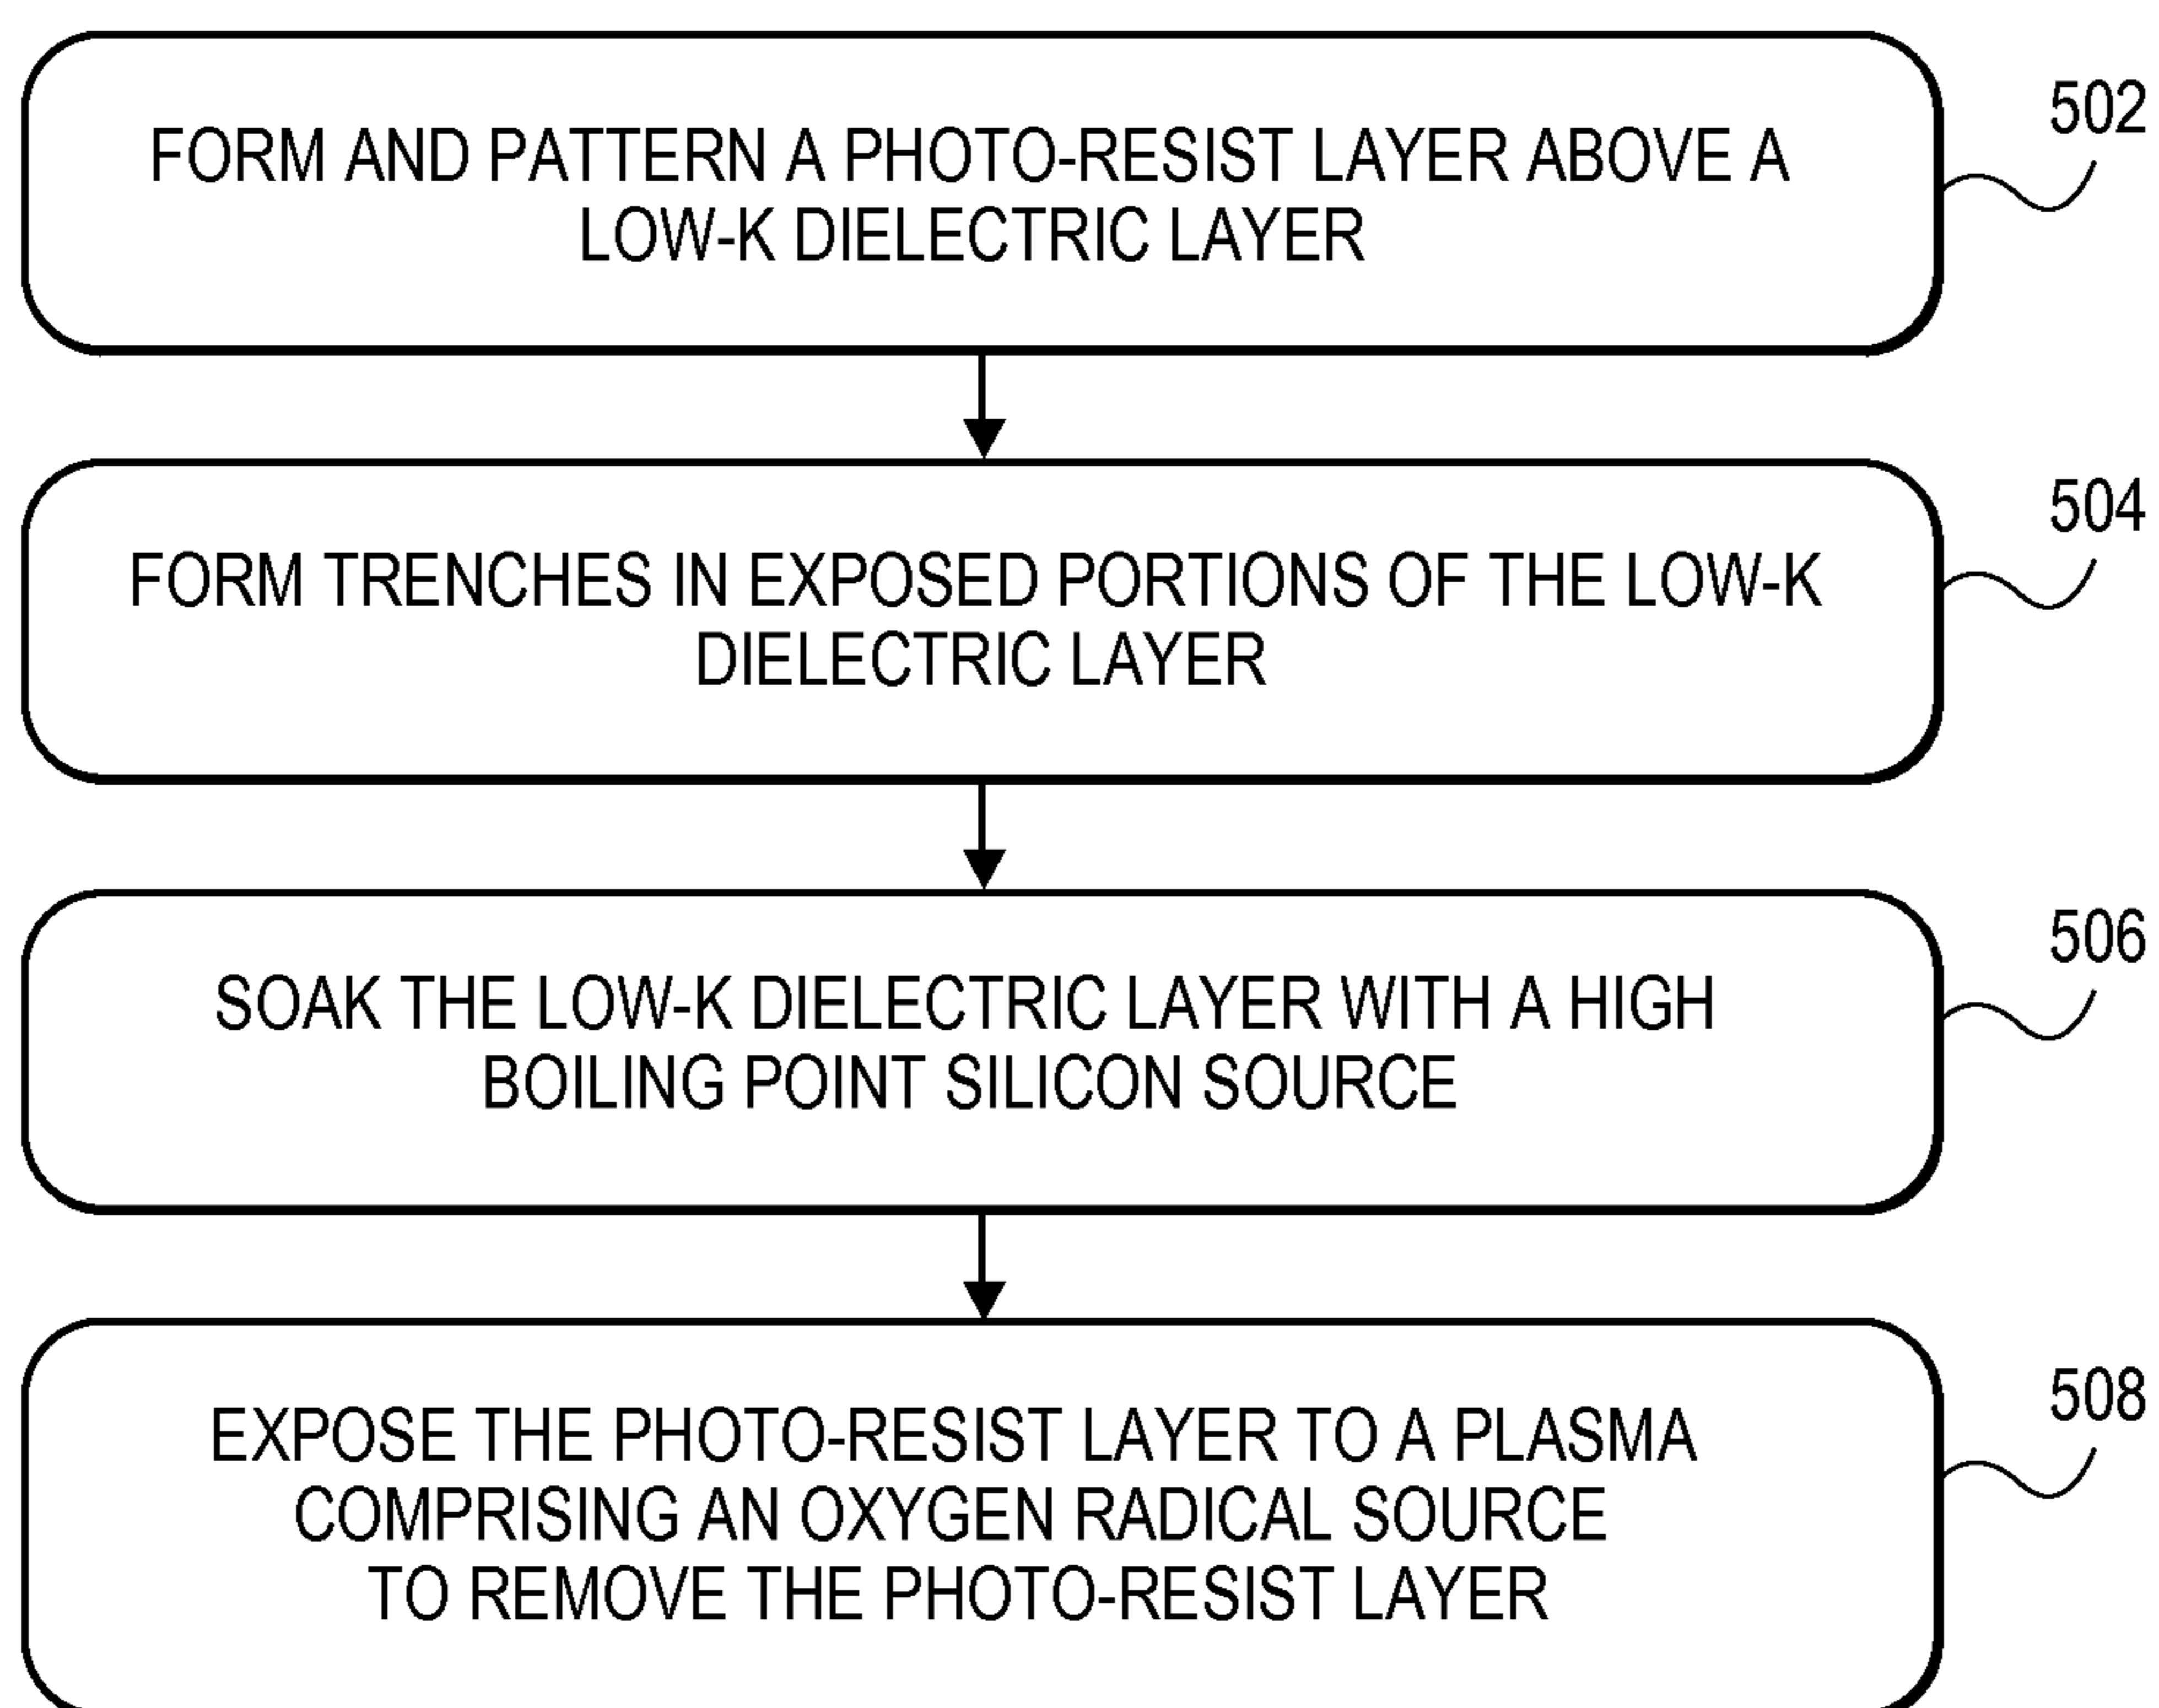 FORM AND PATTERN A PHOTO-RESIST LAYER ABOVE A
LOW-K DIELECTRIC LAYER
502
FORM TRENCHES IN EXPOSED PORTIONS OF THE LOW-K
DIELECTRIC LAYER
504
SOAK THE LOW-K DIELECTRIC LAYER WITH A HIGH
BOILING POINT SILICON SOURCE
506
EXPOSE THE PHOTO-RESIST LAYER TO A PLASMA
COMPRISING AN OXYGEN RADICAL SOURCE
TO REMOVE THE PHOTO-RESIST LAYER
508